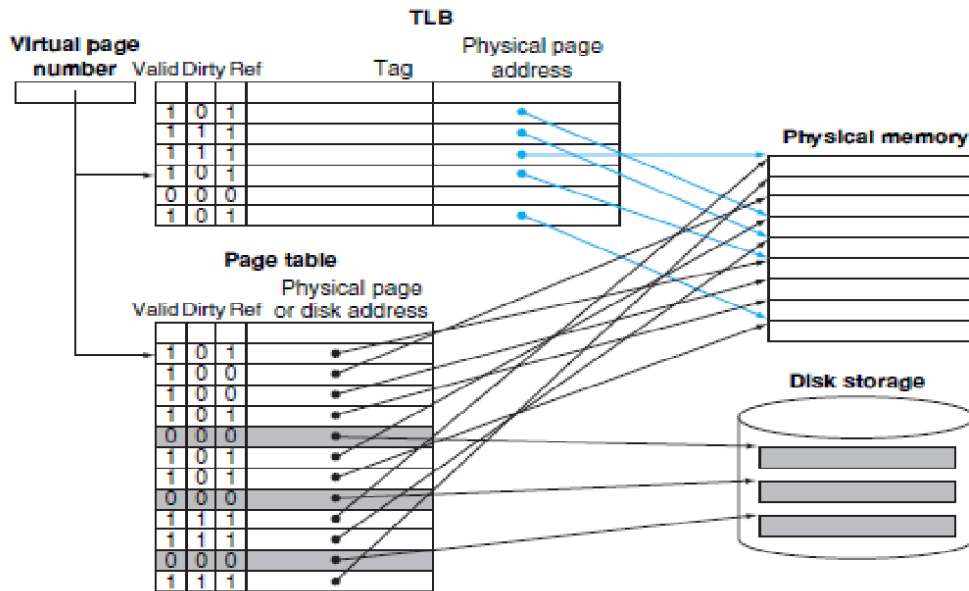 TLB
Virtual page
number
Valid Dirty Ref
Tag
Physical page
address
1 0 1
1 1 1
1 1 1
1 0 1
0 0 0
1 0 1
Physical memory
Page table
Physical page
or disk address
Valid Dirty Ref
1 0 1
1 0 0
1 0 0
1 0 1
0 0 0
1 0 1
1 0 1
0 0 0
1 1 1
1 1 1
0 0 0
1 1 1
Disk storage